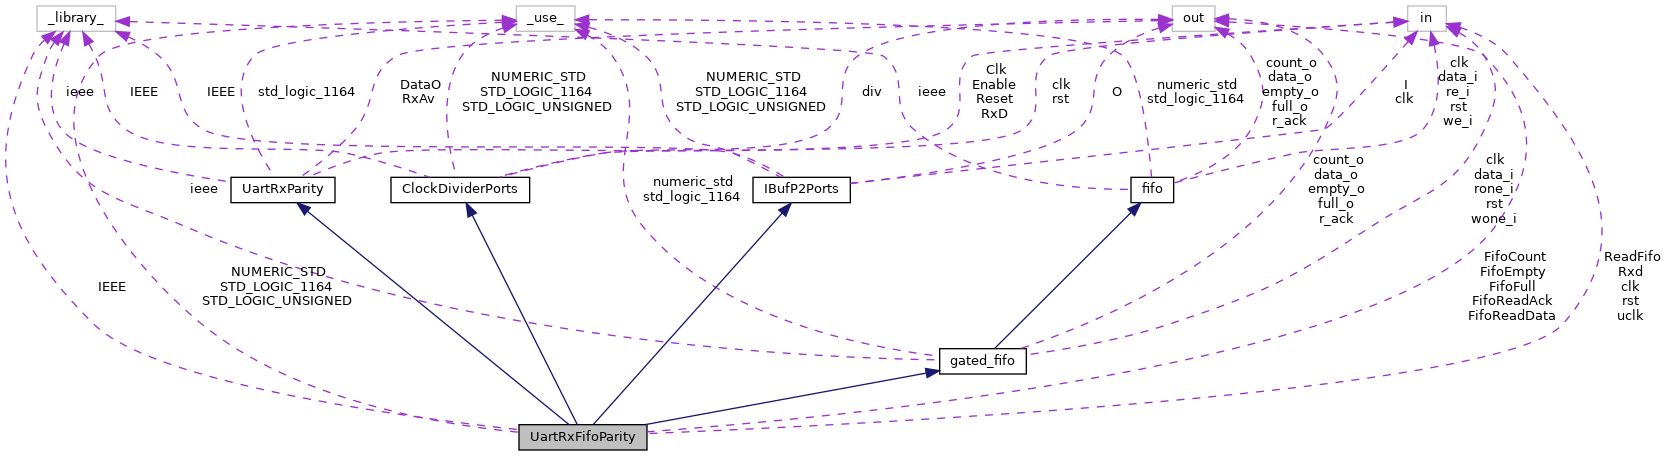 _library_
_use_
out
in
ieee
IEEE
IEEE
std_logic_1164
DataO
RxAv
NUMERIC_STD
STD_LOGIC_1164
STD_LOGIC_UNSIGNED
NUMERIC_STD
STD_LOGIC_1164
STD_LOGIC_UNSIGNED
div
ieee
Clk
Enable
Reset
RxD
clk
rst
O
numeric_std
std_logic_1164
count_o
data_o
empty_o
full_o
r_ack
I
clk
clk
data_i
re_i
rst
we_i
ieee
UartRxParity
ClockDividerPorts
numeric_std
std_logic_1164
IBufP2Ports
fifo
count_o
data_o
empty_o
full_o
r_ack
clk
data_i
rone_i
rst
wone_i
IEEE
NUMERIC_STD
STD_LOGIC_1164
STD_LOGIC_UNSIGNED
FifoCount
FifoEmpty
FifoFull
FifoReadAck
FifoReadData
ReadFifo
Rxd
clk
rst
uclk
gated_fifo
UartRxFifoParity